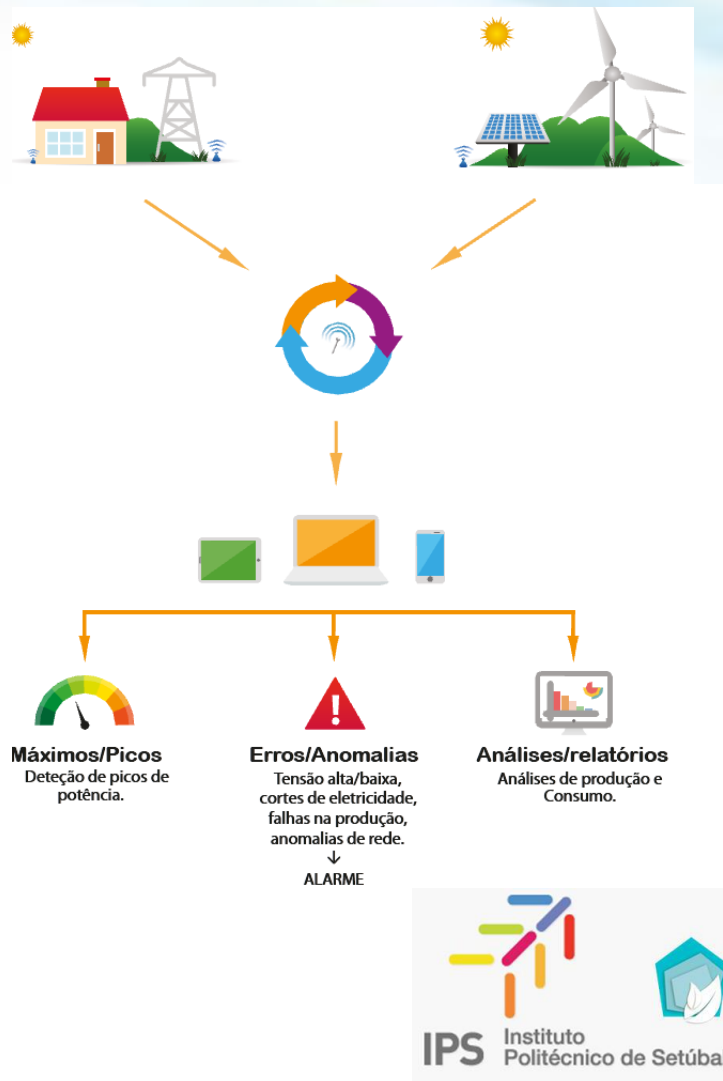 Máximos/Picos
Deteção de picos de
potência.
Erros/Anomalias
Tensão alta/baixa,
cortes de eletricidade,
falhas na produção,
anomalias de rede.
↓
ALARME
Análises/relatórios
Análises de produção e
Consumo.
IPS
Instituto
Politécnico de Setúbal